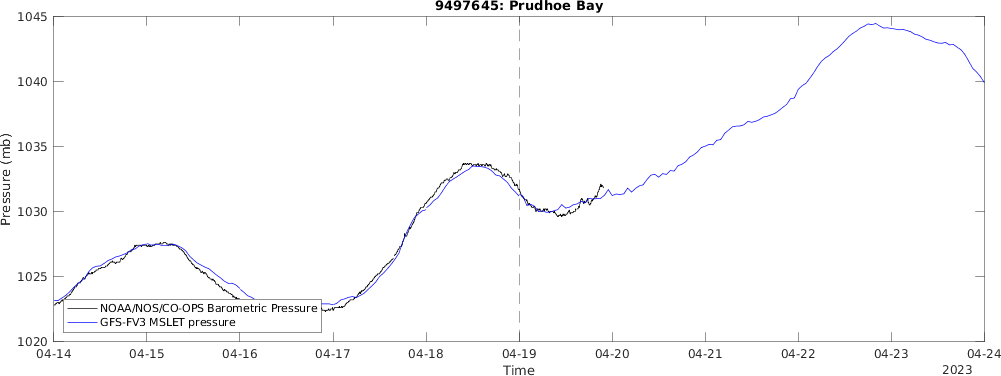 9497645: Prudhoe Bay
Pressure (mb)
1045
1040
1035
1030
1025
1020
NOAA/NOS/CO-OPS Barometric Pressure
GFS-FV3 MSLET pressure
04-14 04-15 04-16 04-17 04-18 04-19 04-20 04-21 04-22 04-23 04-24
Time
2023